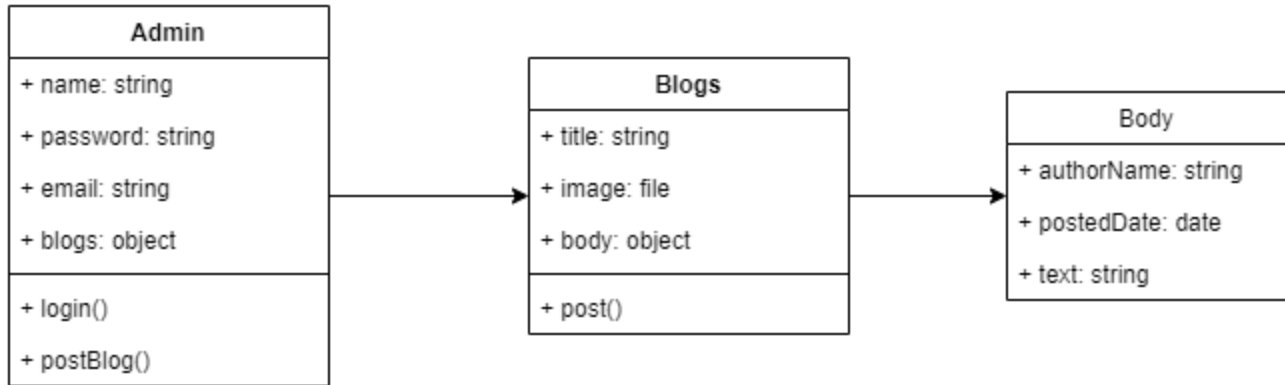 Admin
+ name: string
+ password: string
+ email: string
+ blogs: object
+ login()
+ postBlog()
Blogs
+ title: string
+ image: file
+ body: object
+ post()
Body
+ authorName: string
+ postedDate: date
+ text: string